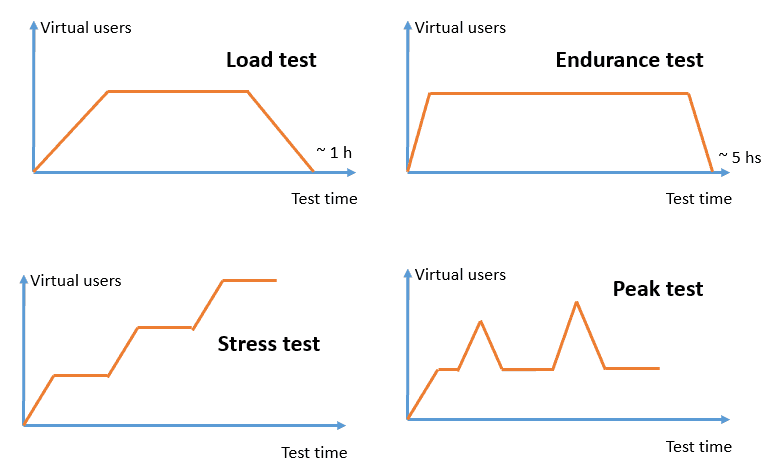 Virtual users
Load test
~ 1 h
Test time
Virtual users
Endurance test
~ 5 hs
Test time
Virtual users
Stress test
Test time
Virtual users
Peak test
Test time